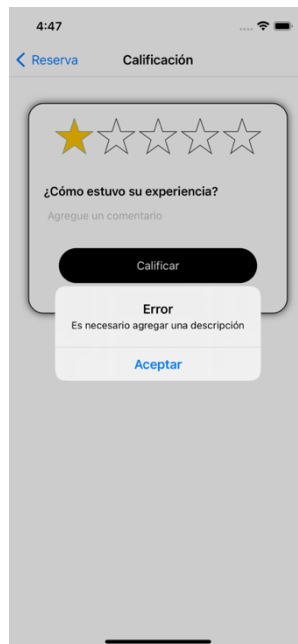 4:47
Reserva
Calificación
¿Cómo estuvo su experiencia?
Agregue un comentario
Calificar
Error
Es necesario agregar una descripción
Aceptar